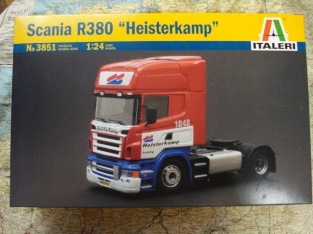 Scania R380 "Heisterkamp"
No 3851
1:24
ITALERI
1048
Heisterkamp